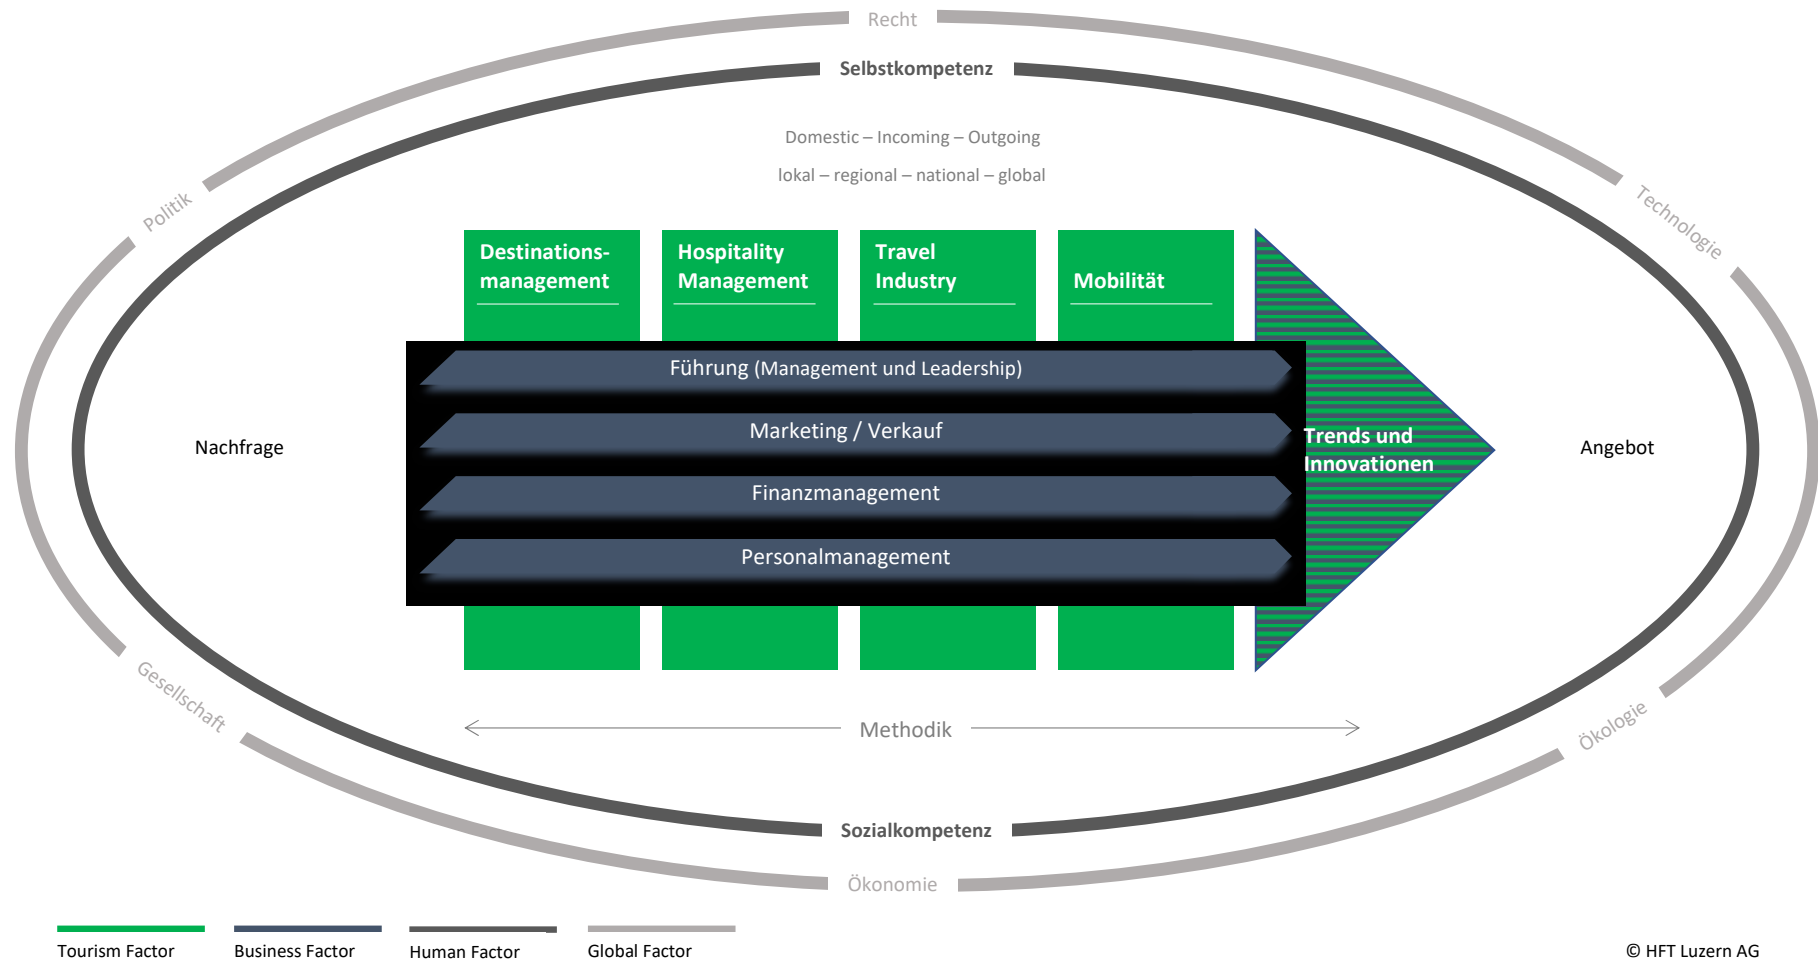 Recht
Selbstkompetenz
Domestic – Incoming – Outgoing
lokal – regional – national – global
Politik
Technologie
Destinations-
management
Hospitality
Management
Travel
Industry
Mobilität
Führung (Management und Leadership)
Marketing / Verkauf
Finanzmanagement
Personalmanagement
Trends und
Innovationen
Nachfrage
Angebot
Gesellschaft
Ökologie
Methodik
Sozialkompetenz
Ökonomie
Tourism Factor
Business Factor
Human Factor
Global Factor
© HFT Luzern AG